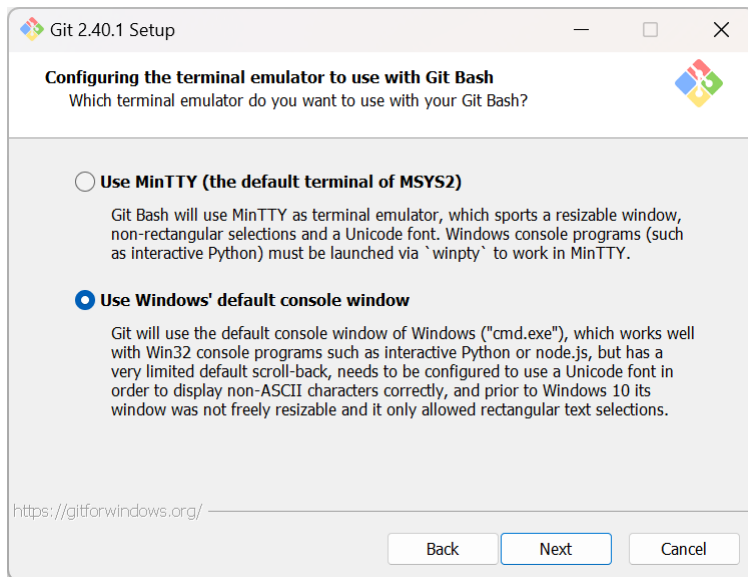 Git 2.40.1 Setup
Configuring the terminal emulator to use with Git Bash
Which terminal emulator do you want to use with your Git Bash?
Use MinTTY (the default terminal of MSYS2)
Git Bash will use MinTTY as terminal emulator, which sports a resizable window,
non-rectangular selections and a Unicode font. Windows console programs (such
as interactive Python) must be launched via `winpty` to work in MinTTY.
Use Windows' default console window
Git will use the default console window of Windows ("cmd.exe"), which works well
with Win32 console programs such as interactive Python or node.js, but has a
very limited default scroll-back, needs to be configured to use a Unicode font in
order to display non-ASCII characters correctly, and prior to Windows 10 its
window was not freely resizable and it only allowed rectangular text selections.
https://gitforwindows.org/
Back
Next
Cancel